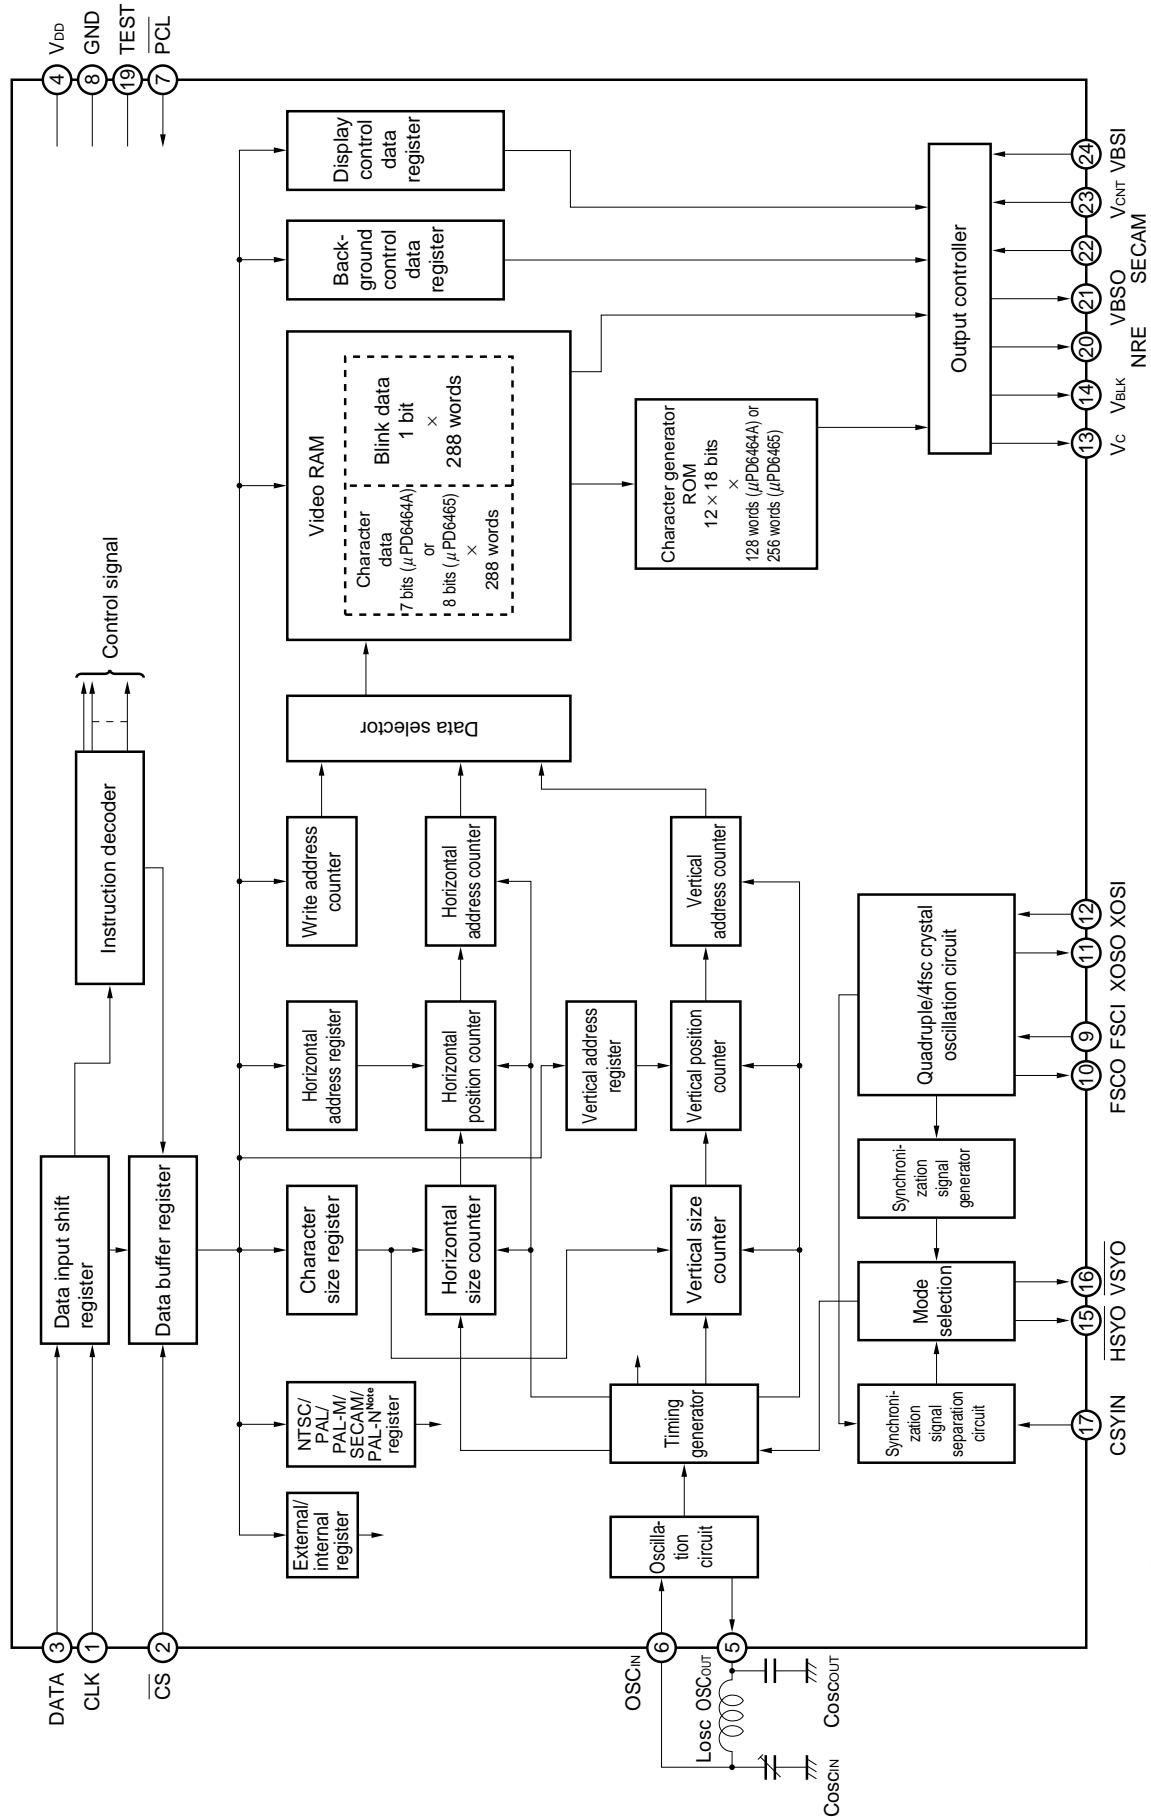 DATA
3
CLK
1
CS
2
Data input shift
register
Data buffer register
Instruction decoder
Control signal
4
VDD
8
GND
19
TEST
7
PCL
External/
internal
register
NTSC/
PAL/
PAL-M/
SECAM/
PAL-N Note
register
Character
size register
Horizontal
address register
Write address
counter
Horizontal
size counter
Horizontal
position counter
Horizontal
address counter
Vertical address
register
Vertical size
counter
Vertical position
counter
Vertical
address counter
Data selector
Video RAM
Character
data
7 bits (μPD6464A)
or
8 bits (μPD6465)
×
288 words
Blink data
1 bit
×
288 words
Back-
ground
control
data
register
Display
control
data
register
Character generator
ROM
12 × 18 bits
×
128 words (μPD6464A) or
256 words (μPD6465)
Output controller
OSCIN
6
Oscilla-
tion
circuit
Timing
generator
5
OSCOUT
LOSC
COSCIN
COSCOUT
Synchroni-
zation
signal
separation
circuit
Mode
selection
Synchroni-
zation
signal
generator
Quadruple/4fsc crystal
oscillation circuit
17
15
16
10
9
11
12
13
14
20
21
22
23
24
CSYIN
HSYO
VSYO
FSCO
FSCI
XOSO
XOSI
VC
VBLK
NRE
VBSO
SECAM
VCNT
VBSI